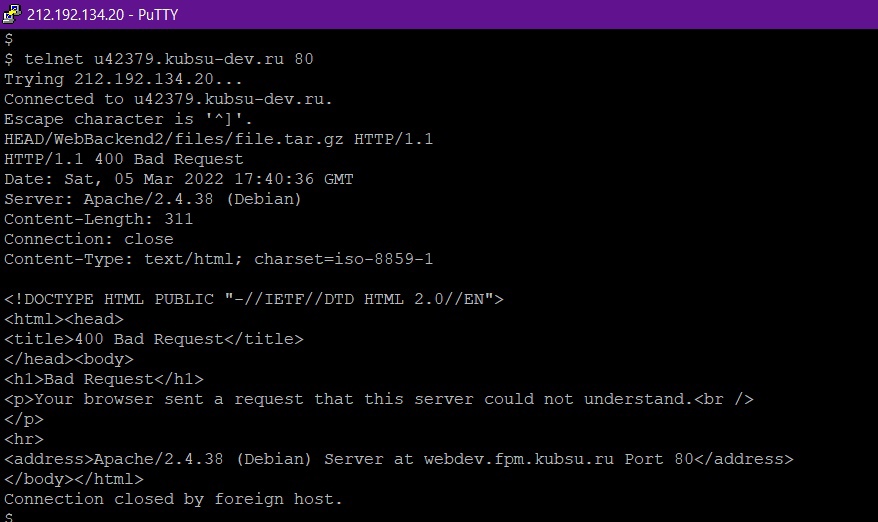 212.192.134.20 - PuTTY
$
$ telnet u42379.kubsu-dev.ru 80
Trying 212.192.134.20...
Connected to u42379.kubsu-dev.ru.
Escape character is '^]'.
HEAD/WebBackend2/files/file.tar.gz HTTP/1.1
HTTP/1.1 400 Bad Request
Date: Sat, 05 Mar 2022 17:40:36 GMT
Server: Apache/2.4.38 (Debian)
Content-Length: 311
Connection: close
Content-Type: text/html; charset=iso-8859-1

<!DOCTYPE HTML PUBLIC "-//IETF//DTD HTML 2.0//EN">
<html><head>
<title>400 Bad Request</title>
</head><body>
<h1>Bad Request</h1>
<p>Your browser sent a request that this server could not understand.<br />
</p>
<hr>
<address>Apache/2.4.38 (Debian) Server at webdev.fpm.kubsu.ru Port 80</address>
</body></html>
Connection closed by foreign host.
$